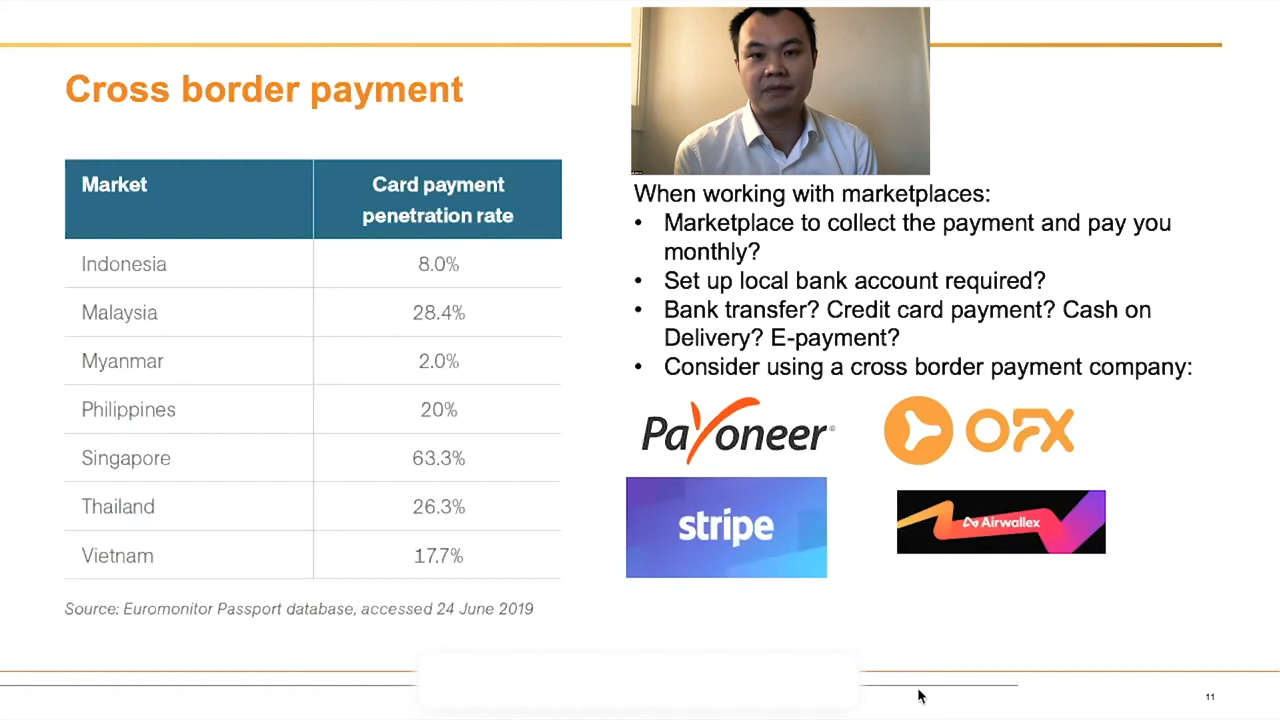 Cross border payment
Market
Card payment
penetration rate
Indonesia
8.0%
Malaysia
28.4%
Myanmar
2.0%
Philippines
20%
Singapore
63.3%
Thailand
26.3%
Vietnam
17.7%
Source: Euromonitor Passport database, accessed 24 June 2019
When working with marketplaces:
• Marketplace to collect the payment and pay you
monthly?
• Set up local bank account required?
• Bank transfer? Credit card payment? Cash on
Delivery? E-payment?
• Consider using a cross border payment company:
Payoneer®
OFX
stripe
Airwallex
11